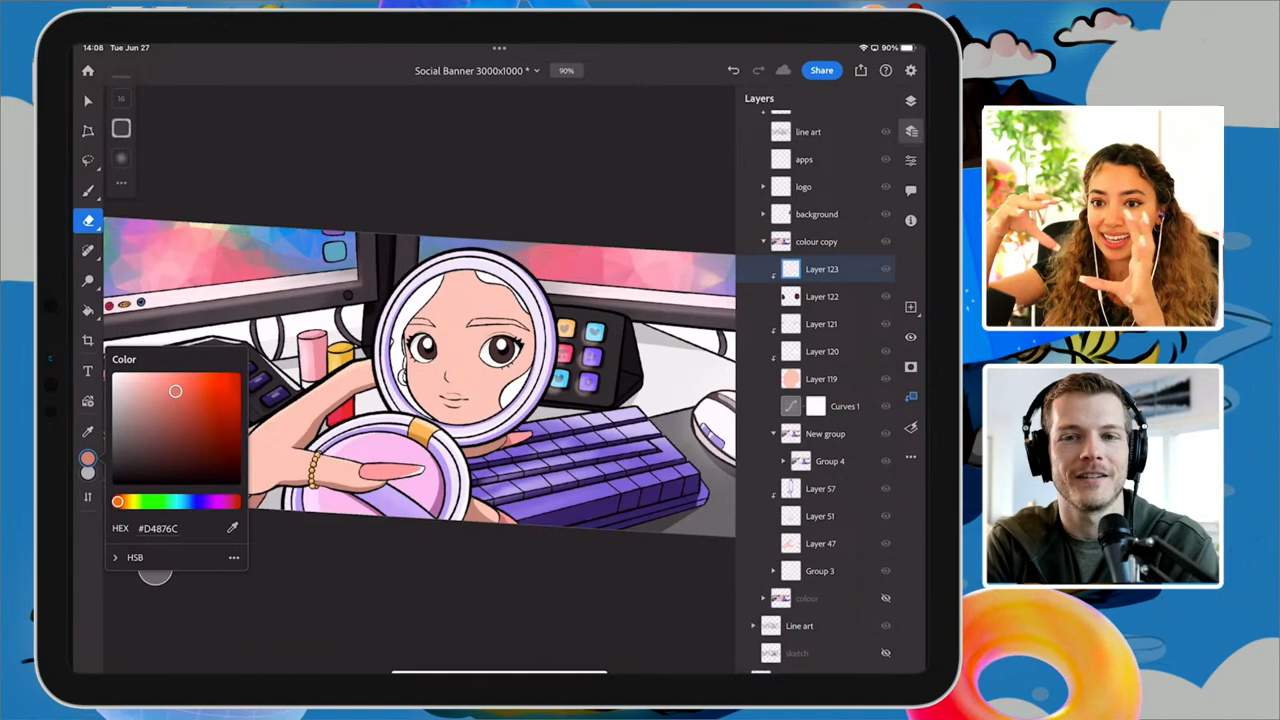 14:08 Tue Jun 27
90%
Social Banner 3000x1000 *
90%
Share
16
Layers
line art
apps
logo
background
colour copy
Layer 123
Layer 122
Layer 121
Layer 120
Layer 119
Curves 1
New group
Group 4
Layer 57
Layer 51
Layer 47
Group 3
colour
Line art
sketch
Color
HEX #D4876C
HSB
T